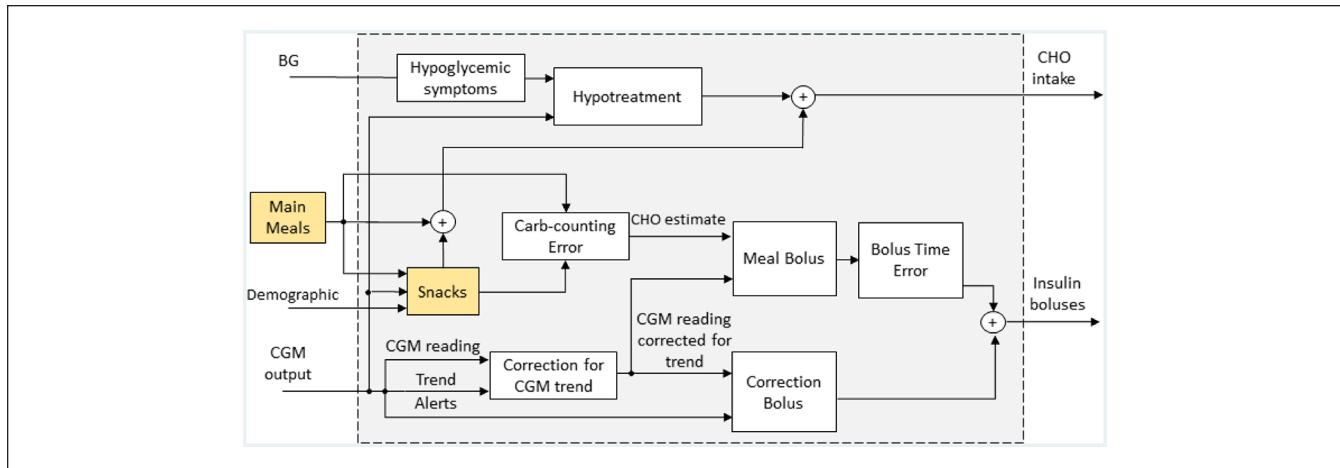 BG
Hypoglycemic
symptoms
Hypotreatment
+
CHO
intake
Main
Meals
+
Carb-counting
Error
CHO estimate
Meal Bolus
Bolus Time
Error
Demographic
Snacks
Insulin
boluses
+
CGM
output
CGM reading
Trend
Alerts
Correction for
CGM trend
CGM reading
corrected for
trend
Correction
Bolus